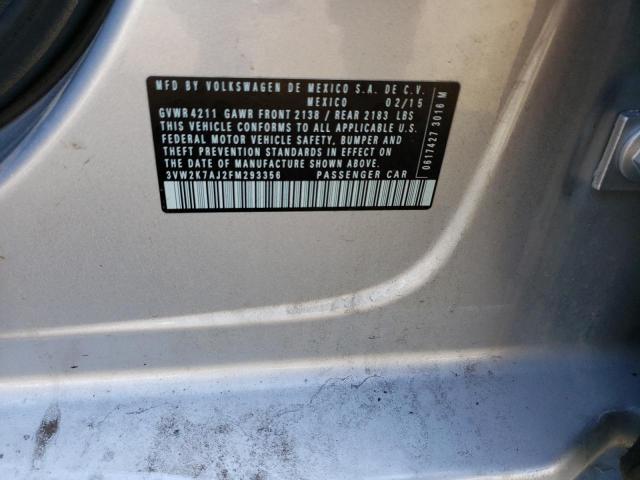 MFD BY VOLKSWAGEN DE MEXICO S.A. DE C.V.
MEXICO 02/15
GVWR 4211 GAWR FRONT 2138 / REAR 2183 LBS
THIS VEHICLE CONFORMS TO ALL APPLICABLE U.S.
FEDERAL MOTOR VEHICLE SAFETY, BUMPER AND
THEFT PREVENTION STANDARDS IN EFFECT ON THE
DATE OF MANUFACTURE SHOWN ABOVE.
3VW2K7AJ2FM293356 PASSENGER CAR
0617427 3016 M